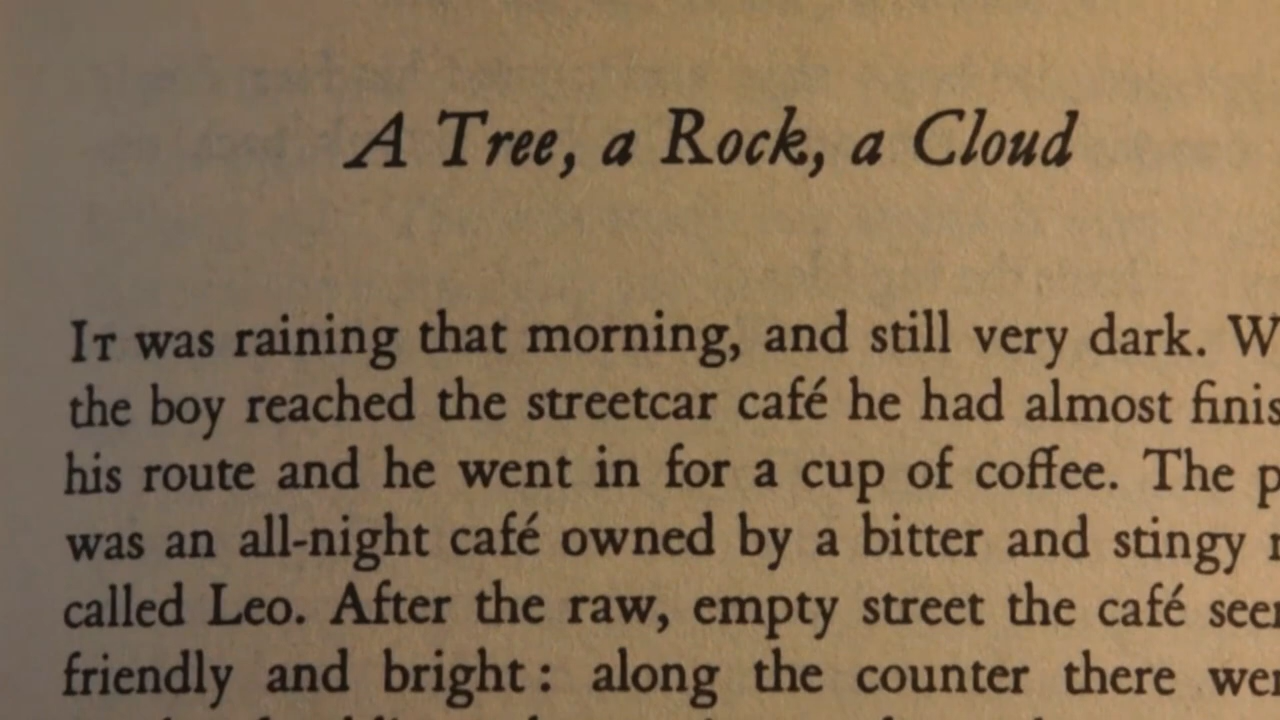 A Tree, a Rock, a Cloud
IT was raining that morning, and still very dark. W
the boy reached the streetcar café he had almost finis
his route and he went in for a cup of coffee. The p
was an all-night café owned by a bitter and stingy
called Leo. After the raw, empty street the café see
friendly and bright: along the counter there wer